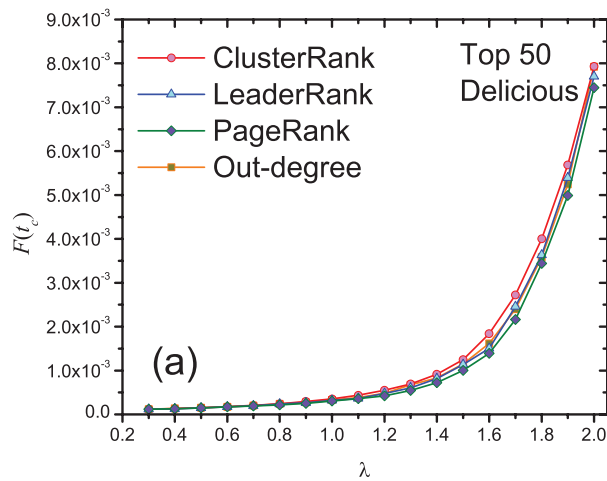 9.0x10⁻³
8.0x10⁻³
7.0x10⁻³
6.0x10⁻³
5.0x10⁻³
4.0x10⁻³
3.0x10⁻³
2.0x10⁻³
1.0x10⁻³
0.0
F(t_c)
ClusterRank
LeaderRank
PageRank
Out-degree
Top 50
Delicious
(a)
0.2 0.4 0.6 0.8 1.0 1.2 1.4 1.6 1.8 2.0
λ